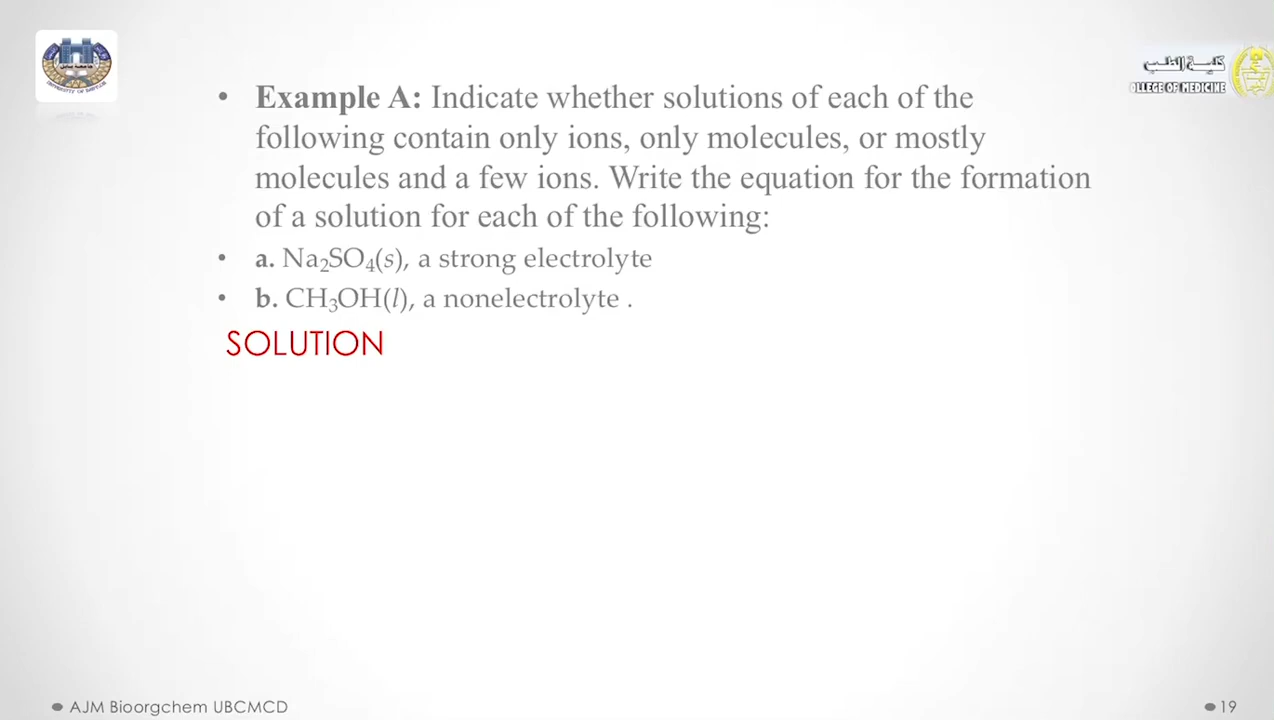 كلية الطب
OLLEGE OF MEDICINE
• Example A: Indicate whether solutions of each of the
following contain only ions, only molecules, or mostly
molecules and a few ions. Write the equation for the formation
of a solution for each of the following:
• a. Na₂SO₄(s), a strong electrolyte
• b. CH₃OH(l), a nonelectrolyte .
SOLUTION
AJM Bioorgchem UBCMCD
19